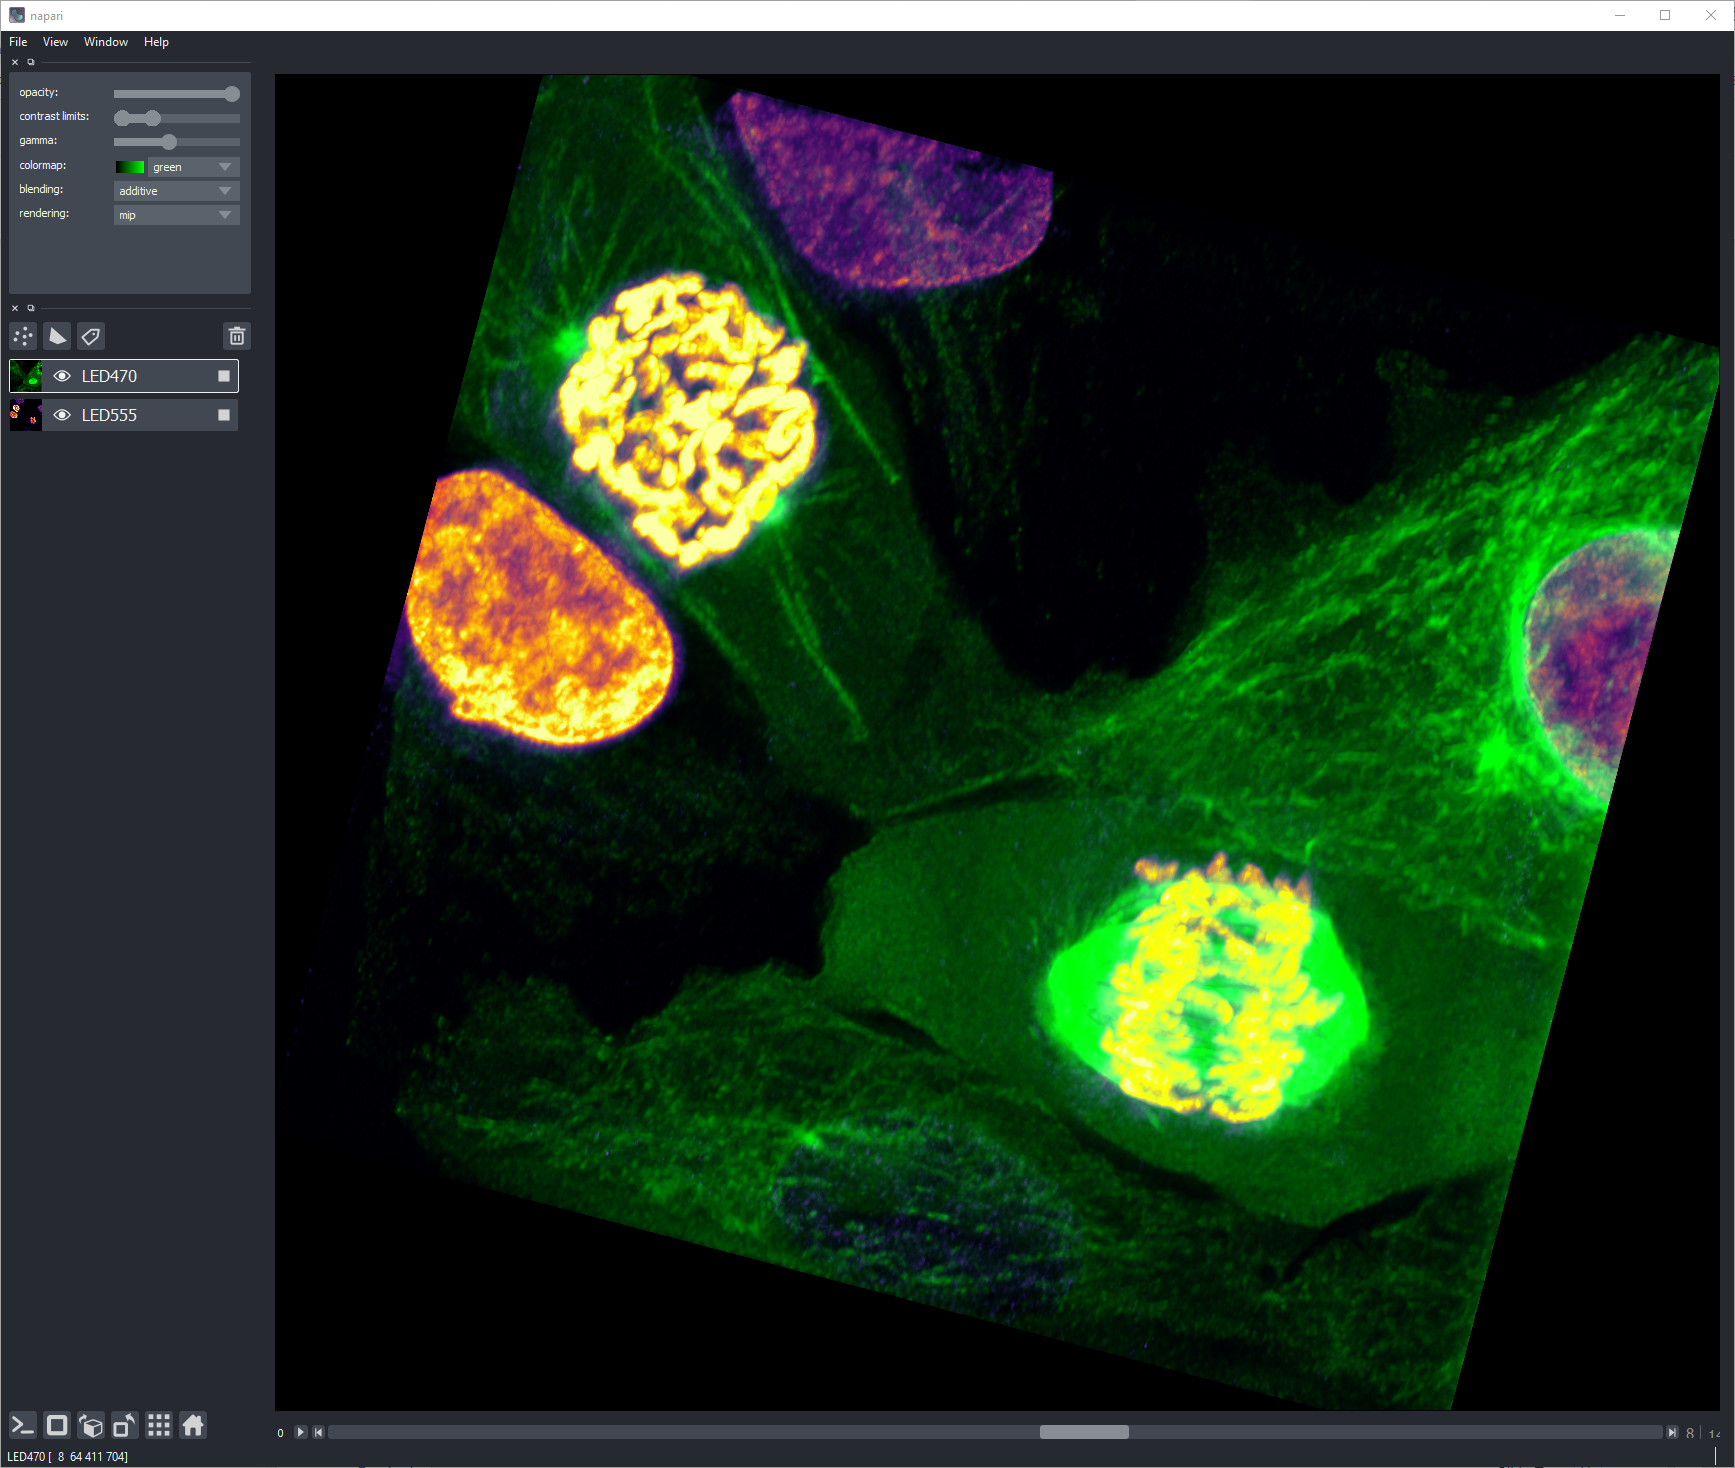 napari
File View Window Help
opacity:
contrast limits:
gamma:
colormap: green
blending: additive
rendering: mip
LED470
LED555
0 8 14
LED470 [ 8 64 411 704]